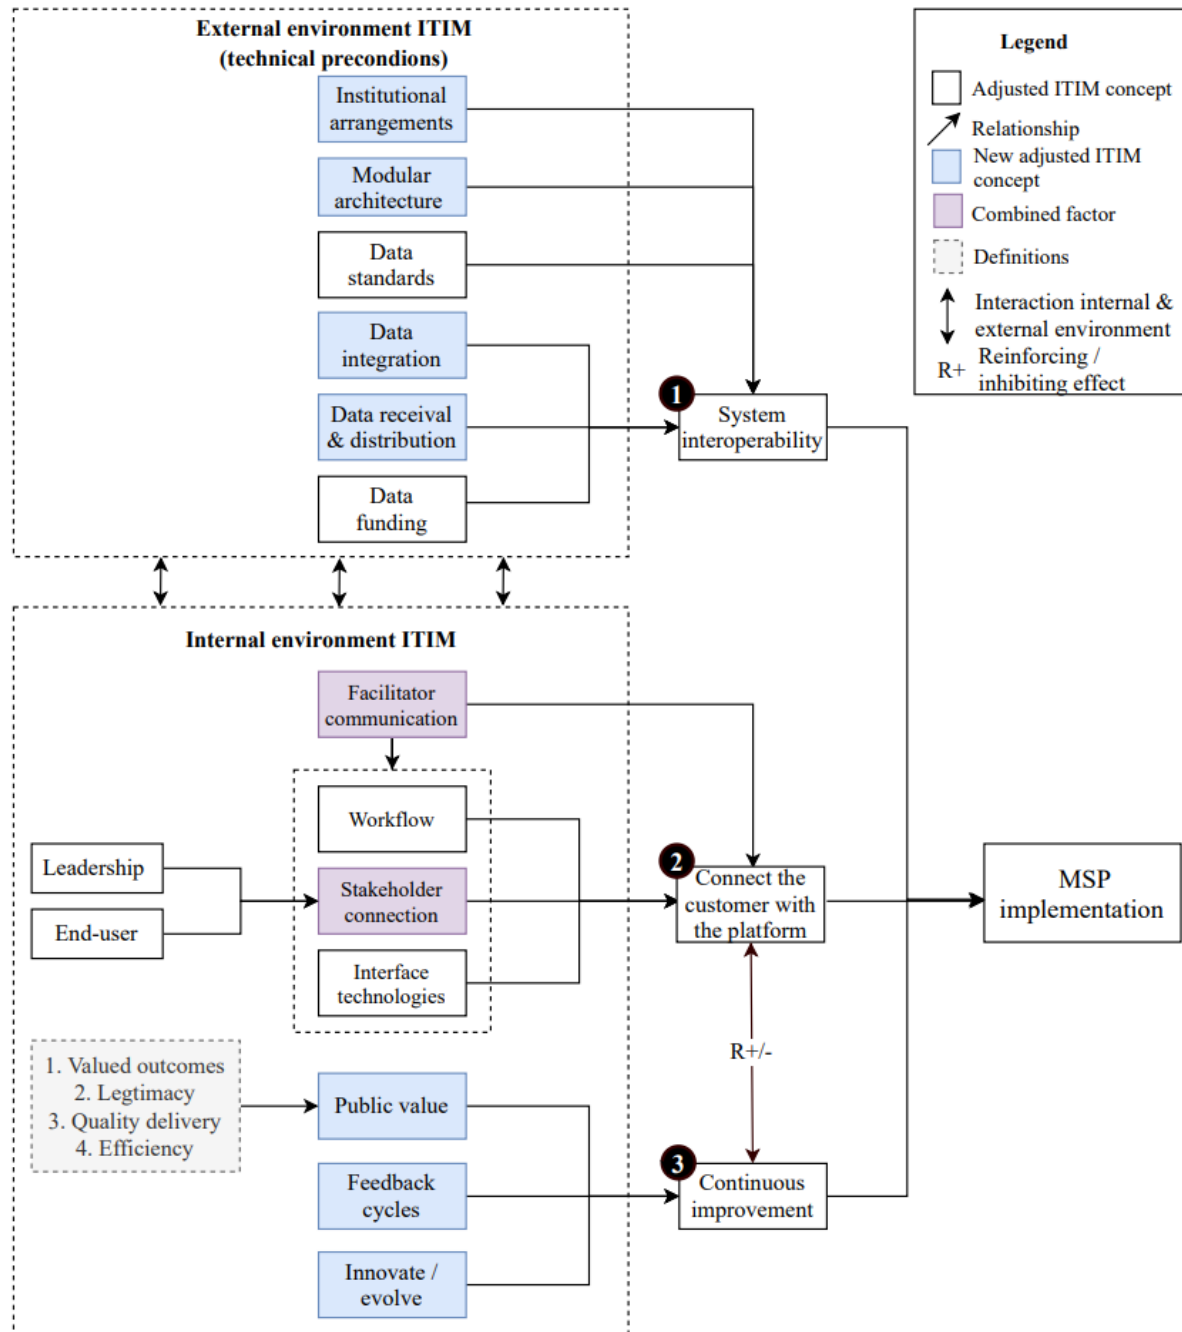 External environment ITIM
(technical precondions)
Institutional
arrangements
Modular
architecture
Data
standards
Data
integration
Data receival
& distribution
Data
funding
1
System
interoperability
Legend
Adjusted ITIM concept
Relationship
New adjusted ITIM
concept
Combined factor
Definitions
Interaction internal &
external environment
R+
Reinforcing /
inhibiting effect
Internal environment ITIM
Facilitator
communication
Workflow
Leadership
Stakeholder
connection
End-user
Interface
technologies
2
Connect the
customer with
the platform
MSP
implementation
R+/-
1. Valued outcomes
2. Legtimacy
3. Quality delivery
4. Efficiency
Public value
Feedback
cycles
Innovate /
evolve
3
Continuous
improvement